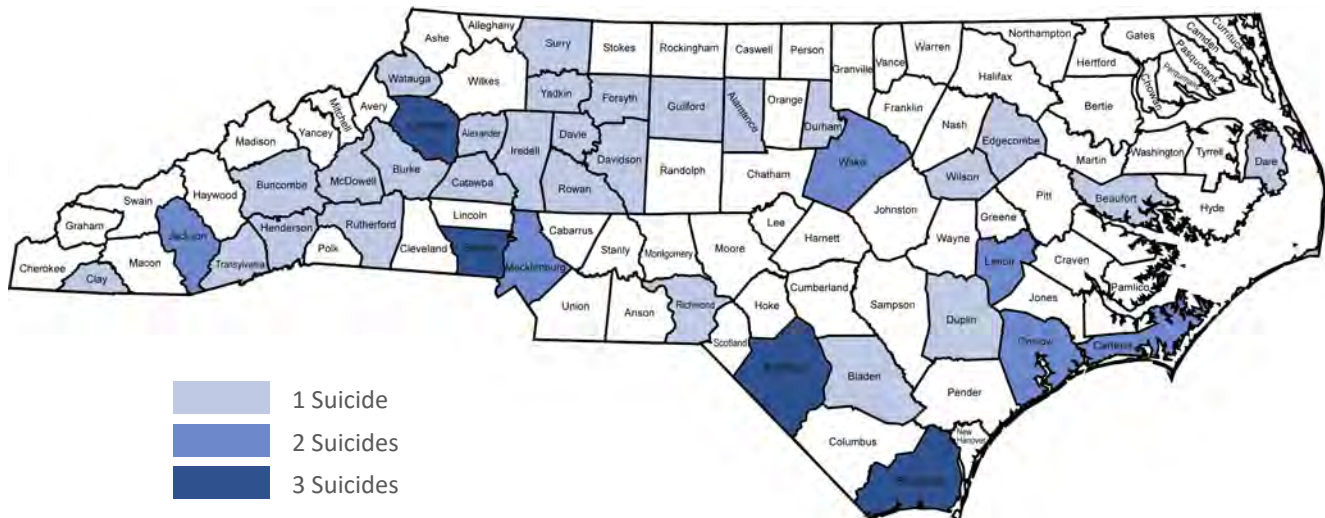 Alleghany
Ashe
Surry
Stokes
Rockingham
Caswell
Person
Granville
Vance
Warren
Northampton
Gates
Currituck
Camden
Pasquotank
Perquimans
Chowan
Hertford
Halifax
Bertie
Watauga
Wilkes
Yadkin
Forsyth
Guilford
Alamance
Orange
Durham
Franklin
Nash
Edgecombe
Martin
Washington
Tyrrell
Dare
Avery
Mitchell
Yancey
Madison
Alexander
Iredell
Davie
Davidson
Randolph
Chatham
Wake
Wilson
Pitt
Beaufort
Hyde
Burke
McDowell
Buncombe
Haywood
Swain
Graham
Catawba
Rowan
Lincoln
Rutherford
Henderson
Jackson
Cherokee
Clay
Macon
Transylvania
Polk
Cleveland
Mecklenburg
Cabarrus
Stanly
Montgomery
Moore
Lee
Harnett
Johnston
Wayne
Greene
Lenoir
Craven
Pamlico
Jones
Union
Anson
Richmond
Scotland
Hoke
Cumberland
Sampson
Duplin
Onslow
Carteret
Bladen
Pender
Columbus
New
Hanover
1 Suicide
2 Suicides
3 Suicides